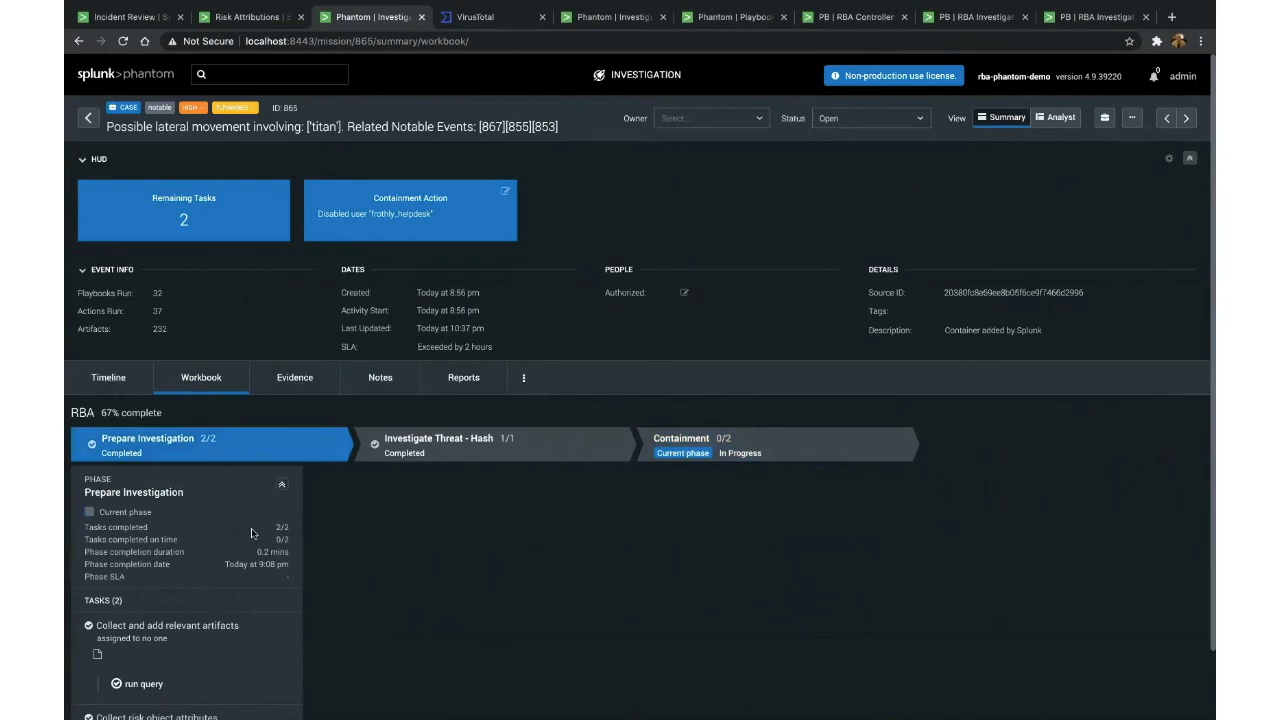 Incident Review | S
Risk Attributions | S
Phantom | Investig
VirusTotal
Phantom | Investig
Phantom | Playbook
PB | RBA Controller
PB | RBA Investigat
PB | RBA Investigat
Not Secure
localhost:8443/mission/865/summary/workbook/
splunk>phantom
INVESTIGATION
Non-production use license.
rba-phantom-demo version 4.9.39220
0
admin
CASE
notable
HIGH
TLP:AMBER
ID: 865
Possible lateral movement involving: ['titan']. Related Notable Events: [867][855][853]
Owner
Select...
Status
Open
View
Summary
Analyst
HUD
Remaining Tasks
2
Containment Action
Disabled user "frothly_helpdesk"
EVENT INFO
Playbooks Run: 32
Actions Run: 37
Artifacts: 232
DATES
Created: Today at 8:56 pm
Activity Start: Today at 8:56 pm
Last Updated: Today at 10:37 pm
SLA: Exceeded by 2 hours
PEOPLE
Authorized:
DETAILS
Source ID:
Tags:
Description: Container added by Splunk
Timeline
Workbook
Evidence
Notes
Reports
RBA 67% complete
Prepare Investigation 2/2
Completed
Investigate Threat - Hash 1/1
Completed
Containment 0/2
Current phase In Progress
PHASE
Prepare Investigation
Current phase
Tasks completed 2/2
Tasks completed on time 0/2
Phase completion duration 0.2 mins
Phase completion date Today at 9:08 pm
Phase SLA -
TASKS (2)
Collect and add relevant artifacts
assigned to no one
run query
Collect risk object attributes